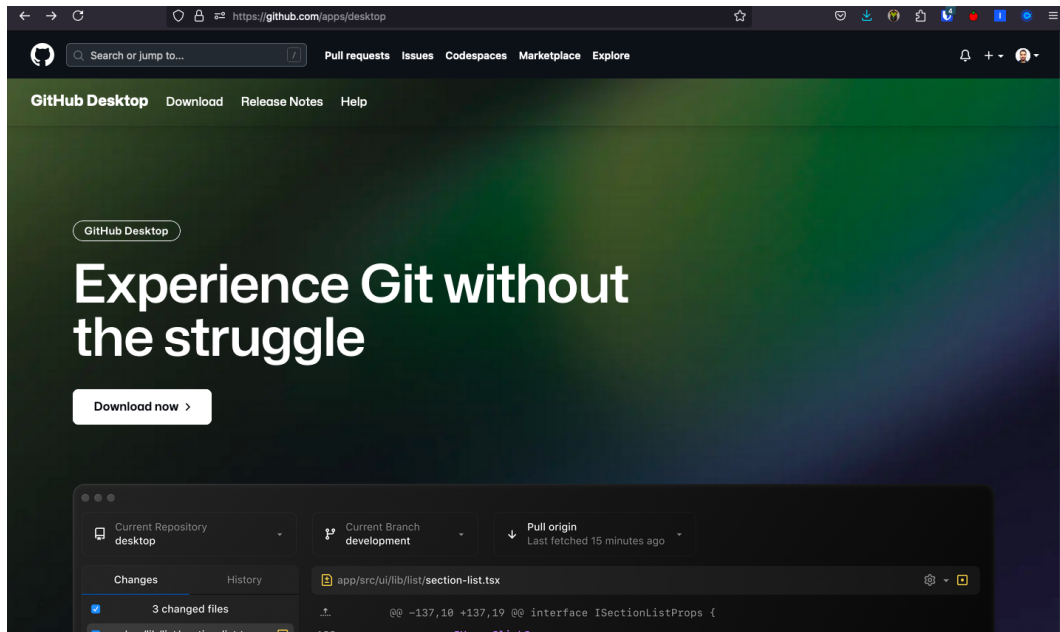 https://github.com/apps/desktop
Search or jump to... /
Pull requests Issues Codespaces Marketplace Explore
GitHub Desktop Download Release Notes Help
GitHub Desktop
Experience Git without
the struggle
Download now
Current Repository
desktop
Current Branch
development
Pull origin
Last fetched 15 minutes ago
Changes History
app/src/ui/lib/list/section-list.tsx
3 changed files
@@ -137,10 +137,19 @@ interface ISectionListProps {